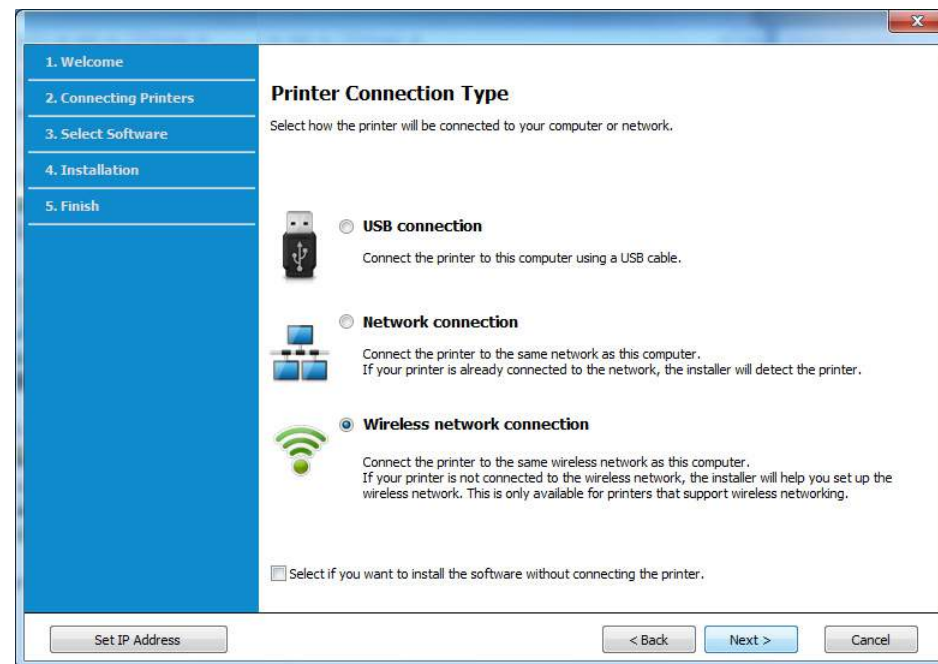 1. Welcome
2. Connecting Printers
3. Select Software
4. Installation
5. Finish
Printer Connection Type
Select how the printer will be connected to your computer or network.
USB connection
Connect the printer to this computer using a USB cable.
Network connection
Connect the printer to the same network as this computer.
If your printer is already connected to the network, the installer will detect the printer.
Wireless network connection
Connect the printer to the same wireless network as this computer.
If your printer is not connected to the wireless network, the installer will help you set up the
wireless network. This is only available for printers that support wireless networking.
Select if you want to install the software without connecting the printer.
Set IP Address
< Back
Next >
Cancel